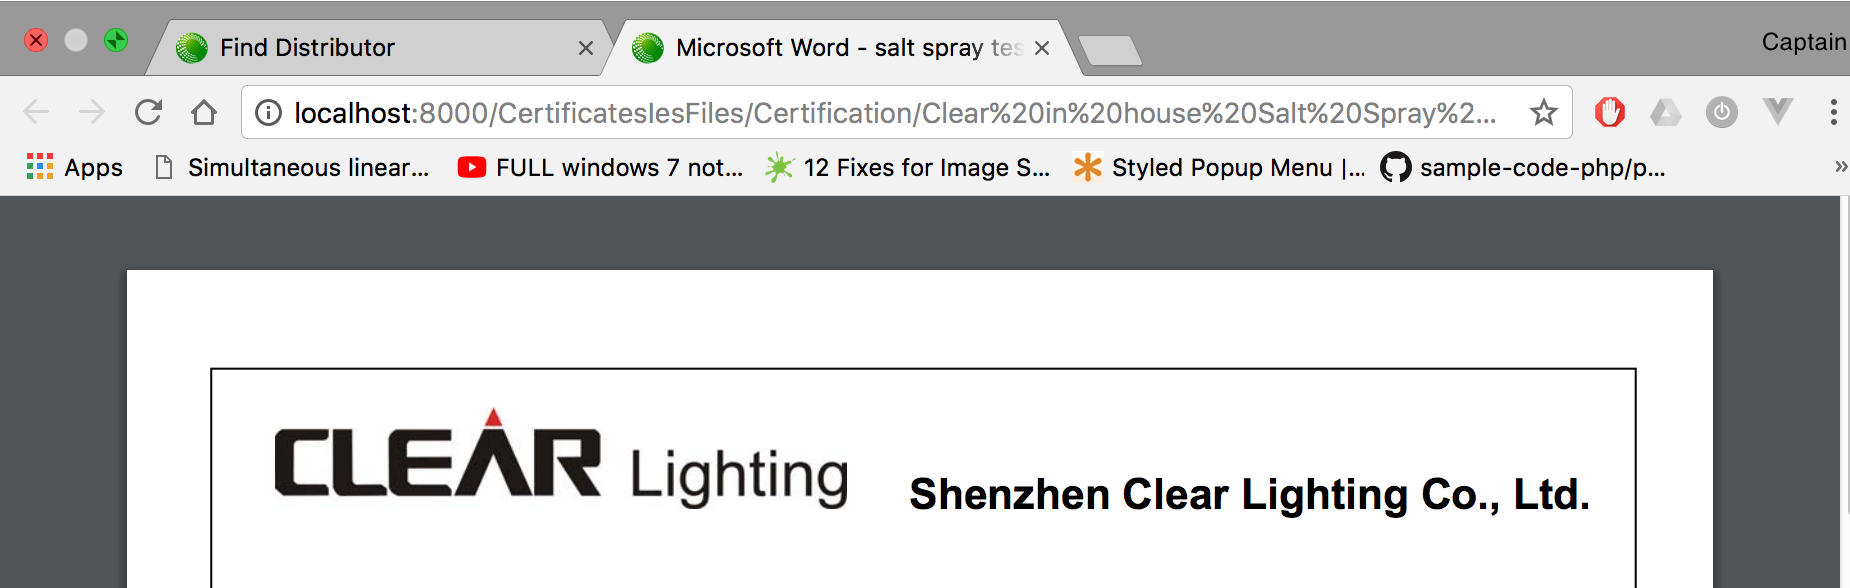 Find Distributor
Microsoft Word - salt spray tes
Captain
localhost:8000/CertificatesIesFiles/Certification/Clear%20in%20house%20Salt%20Spray%2...
Apps
Simultaneous linear...
FULL windows 7 not...
12 Fixes for Image S...
Styled Popup Menu |...
sample-code-php/p...
»
CLEAR Lighting
Shenzhen Clear Lighting Co., Ltd.